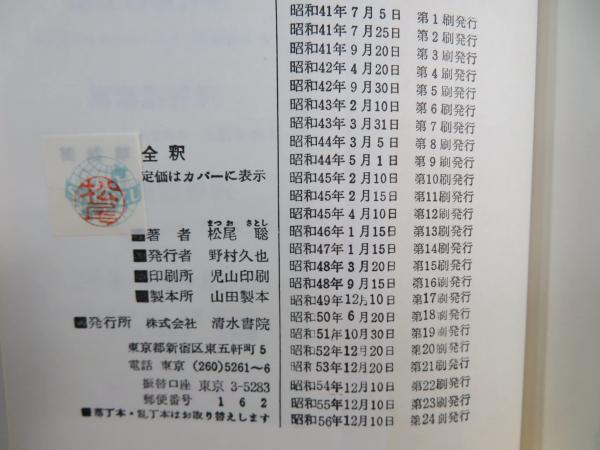 全釈
定価はカバーに表示
まつ お さとし
■著者 松尾 聡
■発行者 野村久也
■印刷所 児山印刷
■製本所 山田製本
■発行所 株式会社 清水書院
東京都新宿区東五軒町5
電話 東京 (260)5261~6
振替口座 東京 3-5283
郵便番号 162
■落丁本・乱丁本はお取り替えします
松尾
昭和41年7月5日 第1刷発行
昭和41年7月25日 第2刷発行
昭和41年9月20日 第3刷発行
昭和42年4月20日 第4刷発行
昭和42年9月30日 第5刷発行
昭和43年2月10日 第6刷発行
昭和43年3月31日 第7刷発行
昭和44年3月5日 第8刷発行
昭和44年5月1日 第9刷発行
昭和45年2月10日 第10刷発行
昭和45年2月15日 第11刷発行
昭和45年4月10日 第12刷発行
昭和46年1月15日 第13刷発行
昭和47年1月15日 第14刷発行
昭和48年3月20日 第15刷発行
昭和48年9月15日 第16刷発行
昭和49年12月10日 第17刷発行
昭和50年6月20日 第18刷発行
昭和51年10月30日 第19刷発行
昭和52年12月20日 第20刷発行
昭和53年12月20日 第21刷発行
昭和54年12月10日 第22刷発行
昭和55年12月10日 第23刷発行
昭和56年12月10日 第24刷発行